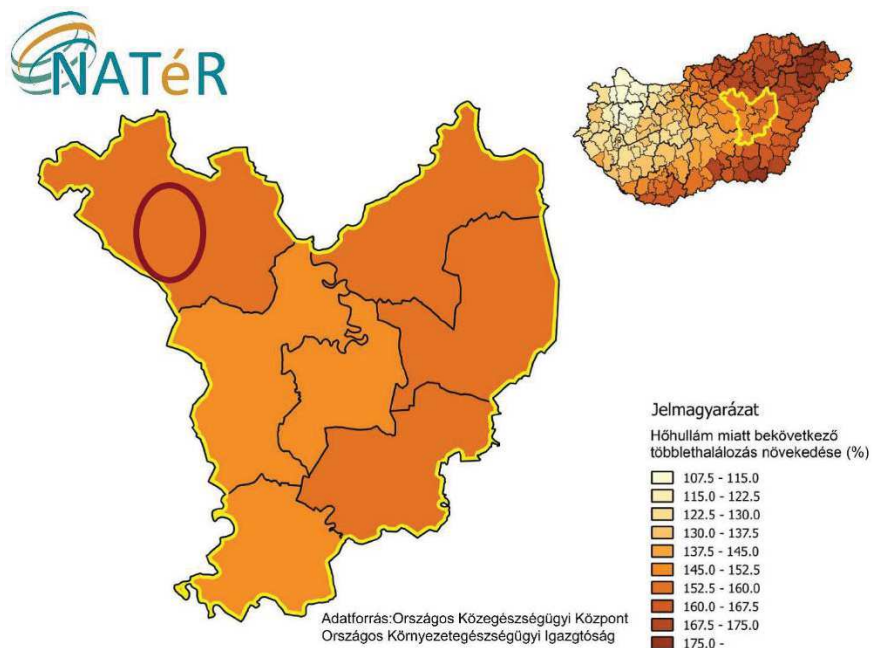 NATéR
Jelmagyarázat
Hőhullám miatt bekövetkező
többlethalálozás növekedése (%)
107.5 - 115.0
115.0 - 122.5
122.5 - 130.0
130.0 - 137.5
137.5 - 145.0
145.0 - 152.5
152.5 - 160.0
160.0 - 167.5
167.5 - 175.0
175.0 -
Adatforrás:Országos Közegészségügyi Központ
Országos Környezetegészségügyi Igazgtóság